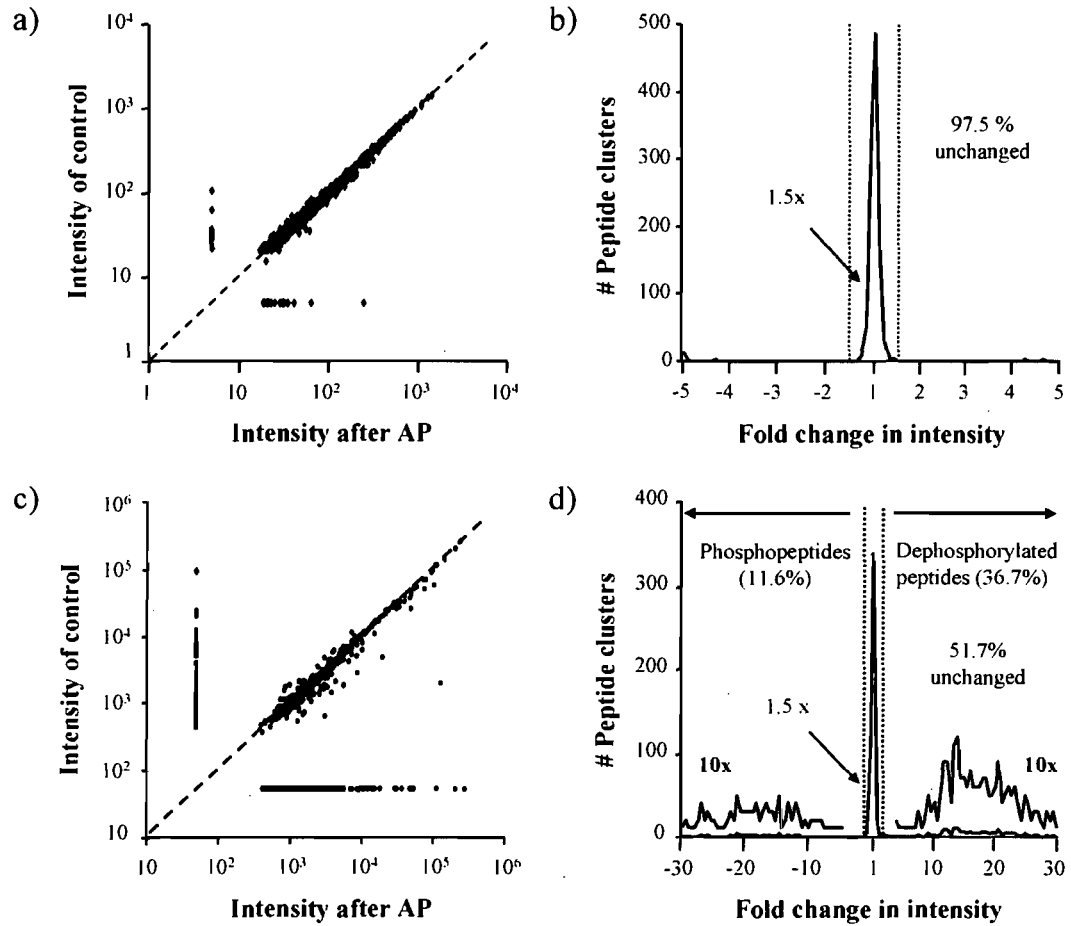 a)
Intensity of control
10⁴
10³
10²
10
1
1 10 10² 10³ 10⁴
Intensity after AP
b)
# Peptide clusters
500
400
300
200
100
0
97.5 %
unchanged
1.5x
-5 -4 -3 -2 1 2 3 4 5
Fold change in intensity
c)
Intensity of control
10⁶
10⁵
10⁴
10³
10²
10
10 10² 10³ 10⁴ 10⁵ 10⁶
Intensity after AP
d)
# Peptide clusters
400
300
200
100
0
Phosphopeptides
(11.6%)
Dephosphorylated
peptides (36.7%)
51.7%
unchanged
1.5 x
10x
10x
-30 -20 -10 1 10 20 30
Fold change in intensity